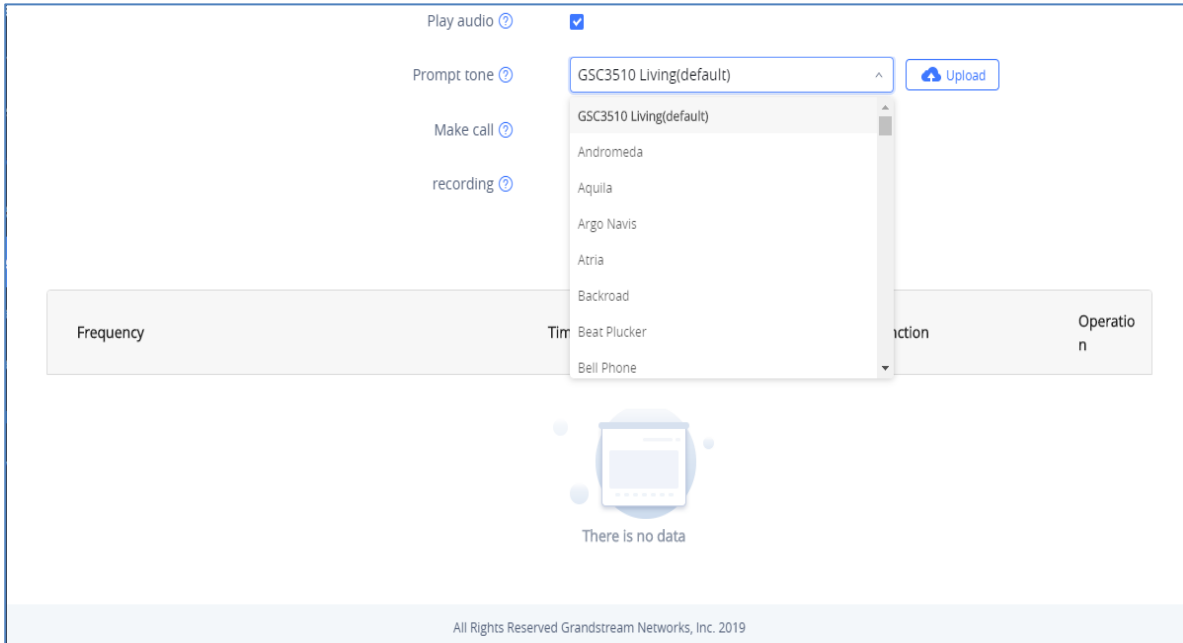 Play audio
Prompt tone
GSC3510 Living(default)
Upload
GSC3510 Living(default)
Make call
Andromeda
recording
Aquila
Argo Navis
Atria
Backroad
Frequency
Tim
Beat Plucker
nction
Operatio
n
Bell Phone
There is no data
All Rights Reserved Grandstream Networks, Inc. 2019